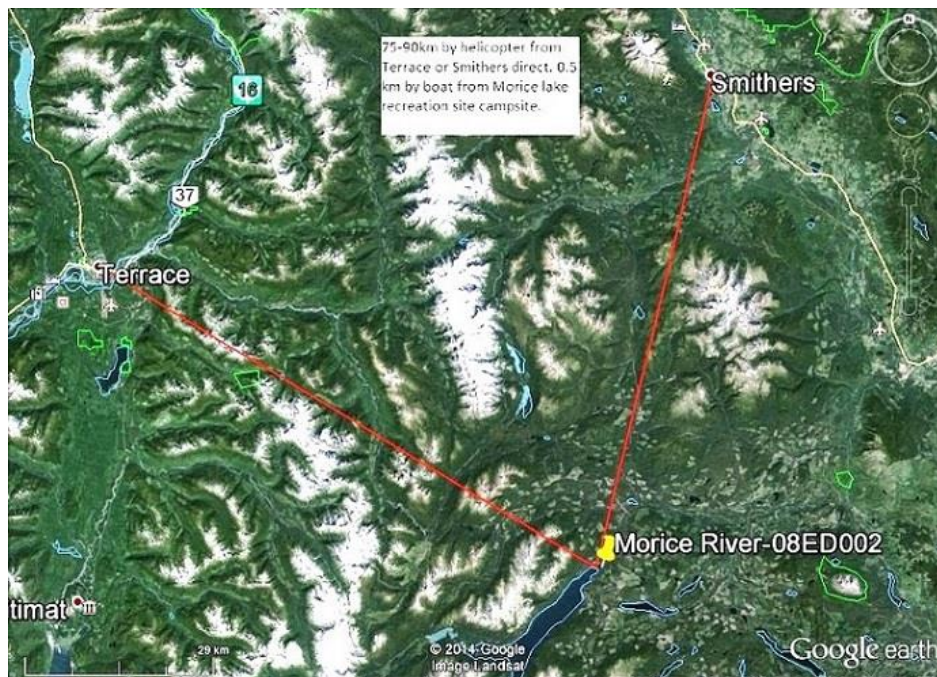 75-90km by helicopter from
Terrace or Smithers direct. 0.5
km by boat from Morice lake
recreation site campsite.
Smithers
16
37
Terrace
Morice River-08ED002
timat
29 km
© 2014 Google
Image Landsat
Google earth